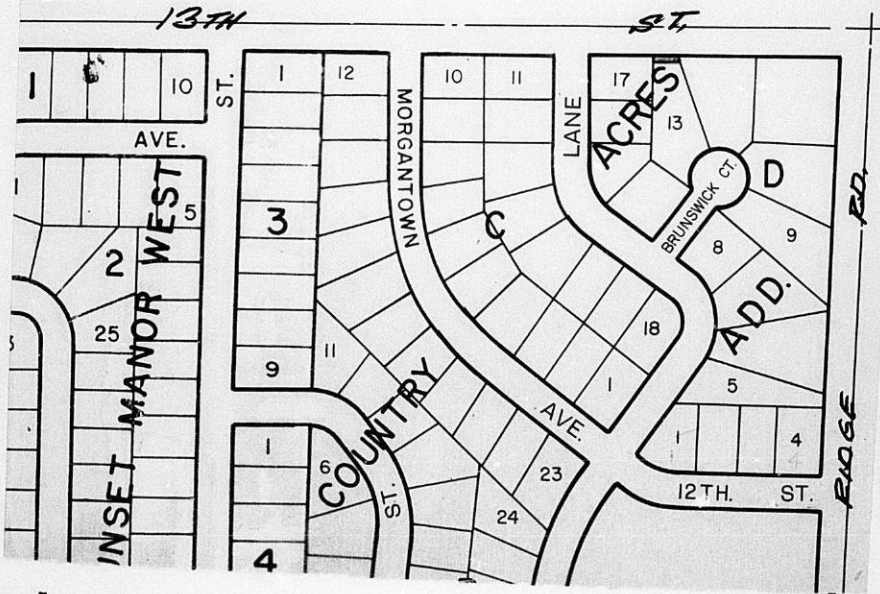 13TH ST.
1
10
ST.
1
12
10
11
17
13
LANE
MORGANTOWN
ACRES
AVE.
5
3
C
BRUNSWICK CT.
D
8
9
RD.
2
25
INSET MANOR WEST
11
9
18
1
ADD.
5
COUNTRY
AVE.
1
4
RIDGE
1
6
ST.
23
24
12TH. ST.
4